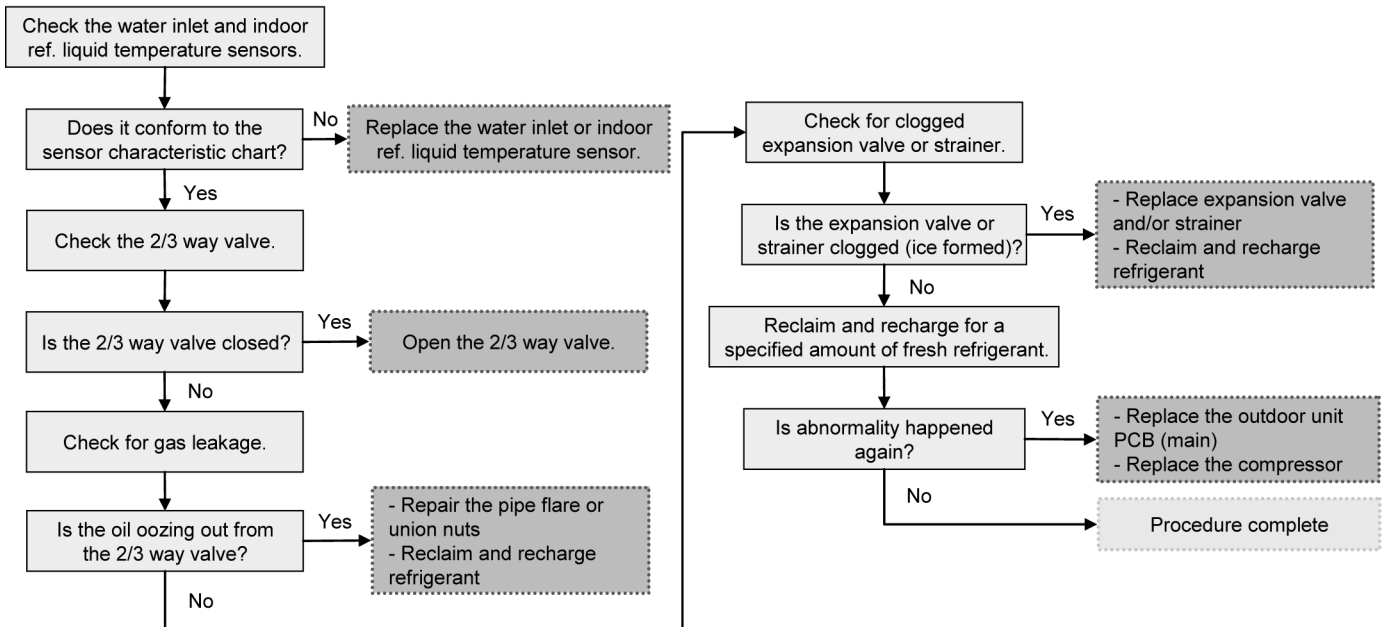 Check the water inlet and indoor
ref. liquid temperature sensors.
Does it conform to the
sensor characteristic chart?
No
Replace the water inlet or indoor
ref. liquid temperature sensor.
Yes
Check the 2/3 way valve.
Is the 2/3 way valve closed?
Yes
Open the 2/3 way valve.
No
Check for gas leakage.
Is the oil oozing out from
the 2/3 way valve?
Yes
- Repair the pipe flare or
union nuts
- Reclaim and recharge
refrigerant
No
Check for clogged
expansion valve or strainer.
Is the expansion valve or
strainer clogged (ice formed)?
Yes
- Replace expansion valve
and/or strainer
- Reclaim and recharge
refrigerant
No
Reclaim and recharge for a
specified amount of fresh refrigerant.
Is abnormality happened
again?
Yes
- Replace the outdoor unit
PCB (main)
- Replace the compressor
No
Procedure complete